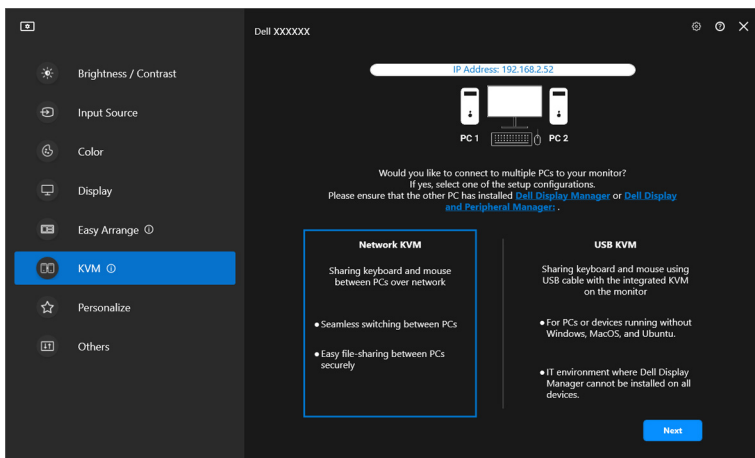 Dell XXXXXX
Brightness / Contrast
Input Source
Color
Display
Easy Arrange
KVM
Personalize
Others
IP Address: 192.168.2.52
PC 1
PC 2
Would you like to connect to multiple PCs to your monitor?
If yes, select one of the setup configurations.
Please ensure that the other PC has installed Dell Display Manager or Dell Display
and Peripheral Manager: .
Network KVM
Sharing keyboard and mouse
between PCs over network
● Seamless switching between PCs
● Easy file-sharing between PCs
securely
USB KVM
Sharing keyboard and mouse using
USB cable with the integrated KVM
on the monitor
● For PCs or devices running without
Windows, MacOS, and Ubuntu.
● IT environment where Dell Display
Manager cannot be installed on all
devices.
Next